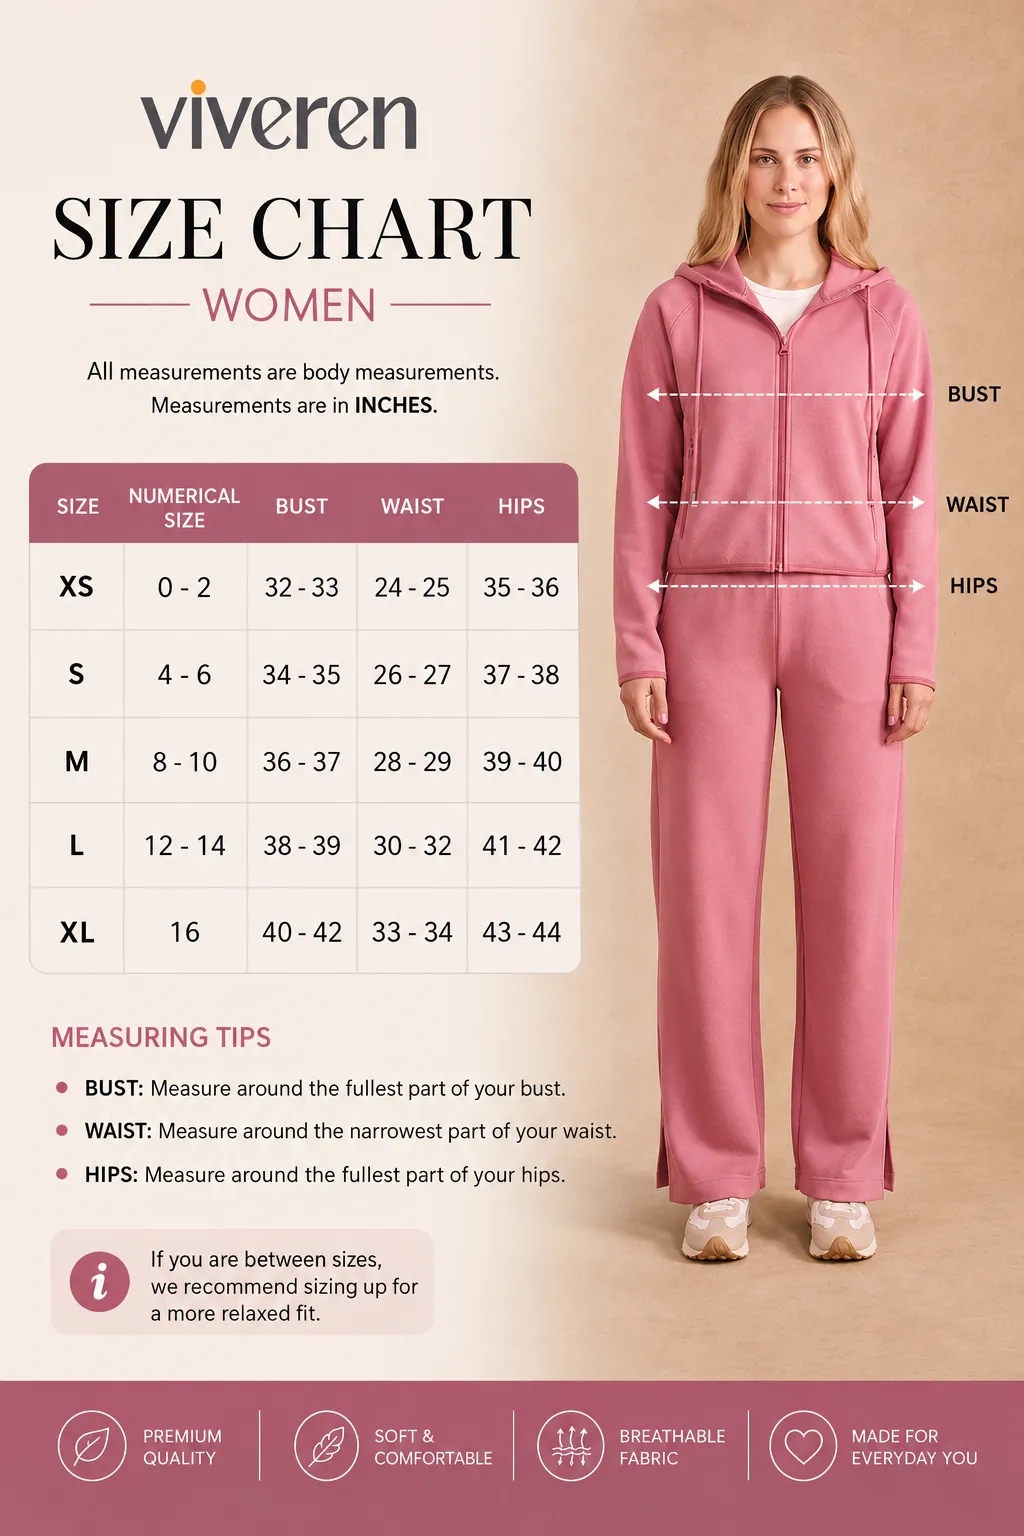 viveren
SIZE CHART
WOMEN
All measurements are body measurements.
Measurements are in INCHES.
SIZE NUMERICAL SIZE BUST WAIST HIPS
XS 0 - 2 32 - 33 24 - 25 35 - 36
S 4 - 6 34 - 35 26 - 27 37 - 38
M 8 - 10 36 - 37 28 - 29 39 - 40
L 12 - 14 38 - 39 30 - 32 41 - 42
XL 16 40 - 42 33 - 34 43 - 44
BUST
WAIST
HIPS
MEASURING TIPS
• BUST: Measure around the fullest part of your bust.
• WAIST: Measure around the narrowest part of your waist.
• HIPS: Measure around the fullest part of your hips.
i
If you are between sizes,
we recommend sizing up for
a more relaxed fit.
PREMIUM
QUALITY
SOFT &
COMFORTABLE
BREATHABLE
FABRIC
MADE FOR
EVERYDAY YOU